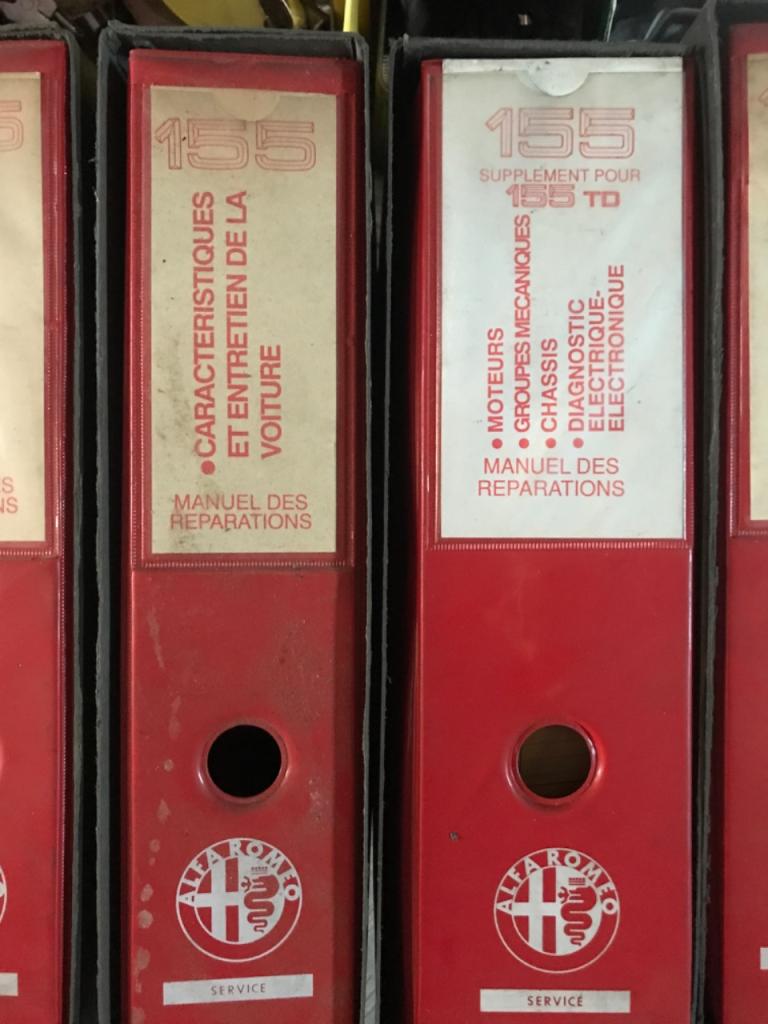 155
• CARACTERISTIQUES
ET ENTRETIEN DE LA
VOITURE
MANUEL DES
REPARATIONS
ALFA ROMEO
SERVICE
155
SUPPLEMENT POUR
155 TD
• MOTEURS
• GROUPES MECANIQUES
• CHASSIS
• DIAGNOSTIC
ELECTRIQUE-
ELECTRONIQUE
MANUEL DES
REPARATIONS
ALFA ROMEO
SERVICE